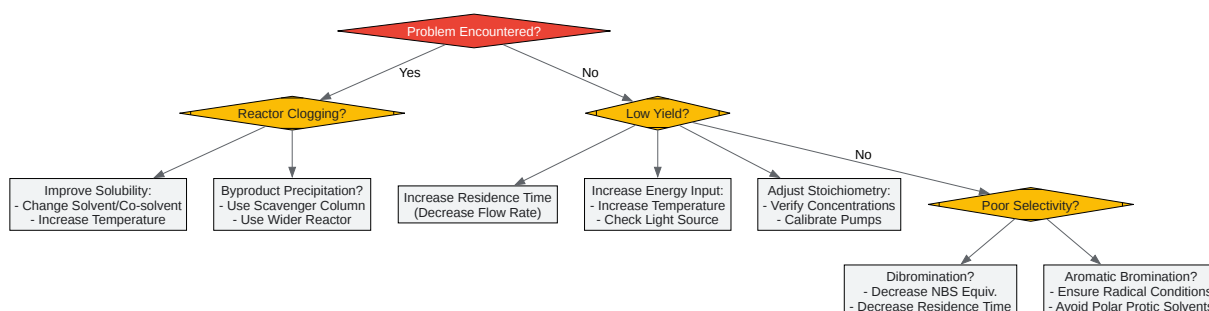 Problem Encountered?
Yes
No
Reactor Clogging?
Low Yield?
No
Improve Solubility:
- Change Solvent/Co-solvent
- Increase Temperature
Byproduct Precipitation?
- Use Scavenger Column
- Use Wider Reactor
Increase Residence Time
(Decrease Flow Rate)
Increase Energy Input:
- Increase Temperature
- Check Light Source
Adjust Stoichiometry:
- Verify Concentrations
- Calibrate Pumps
Poor Selectivity?
Dibromination?
- Decrease NBS Equiv.
- Decrease Residence Time
Aromatic Bromination?
- Ensure Radical Conditions
- Avoid Polar Protic Solvents